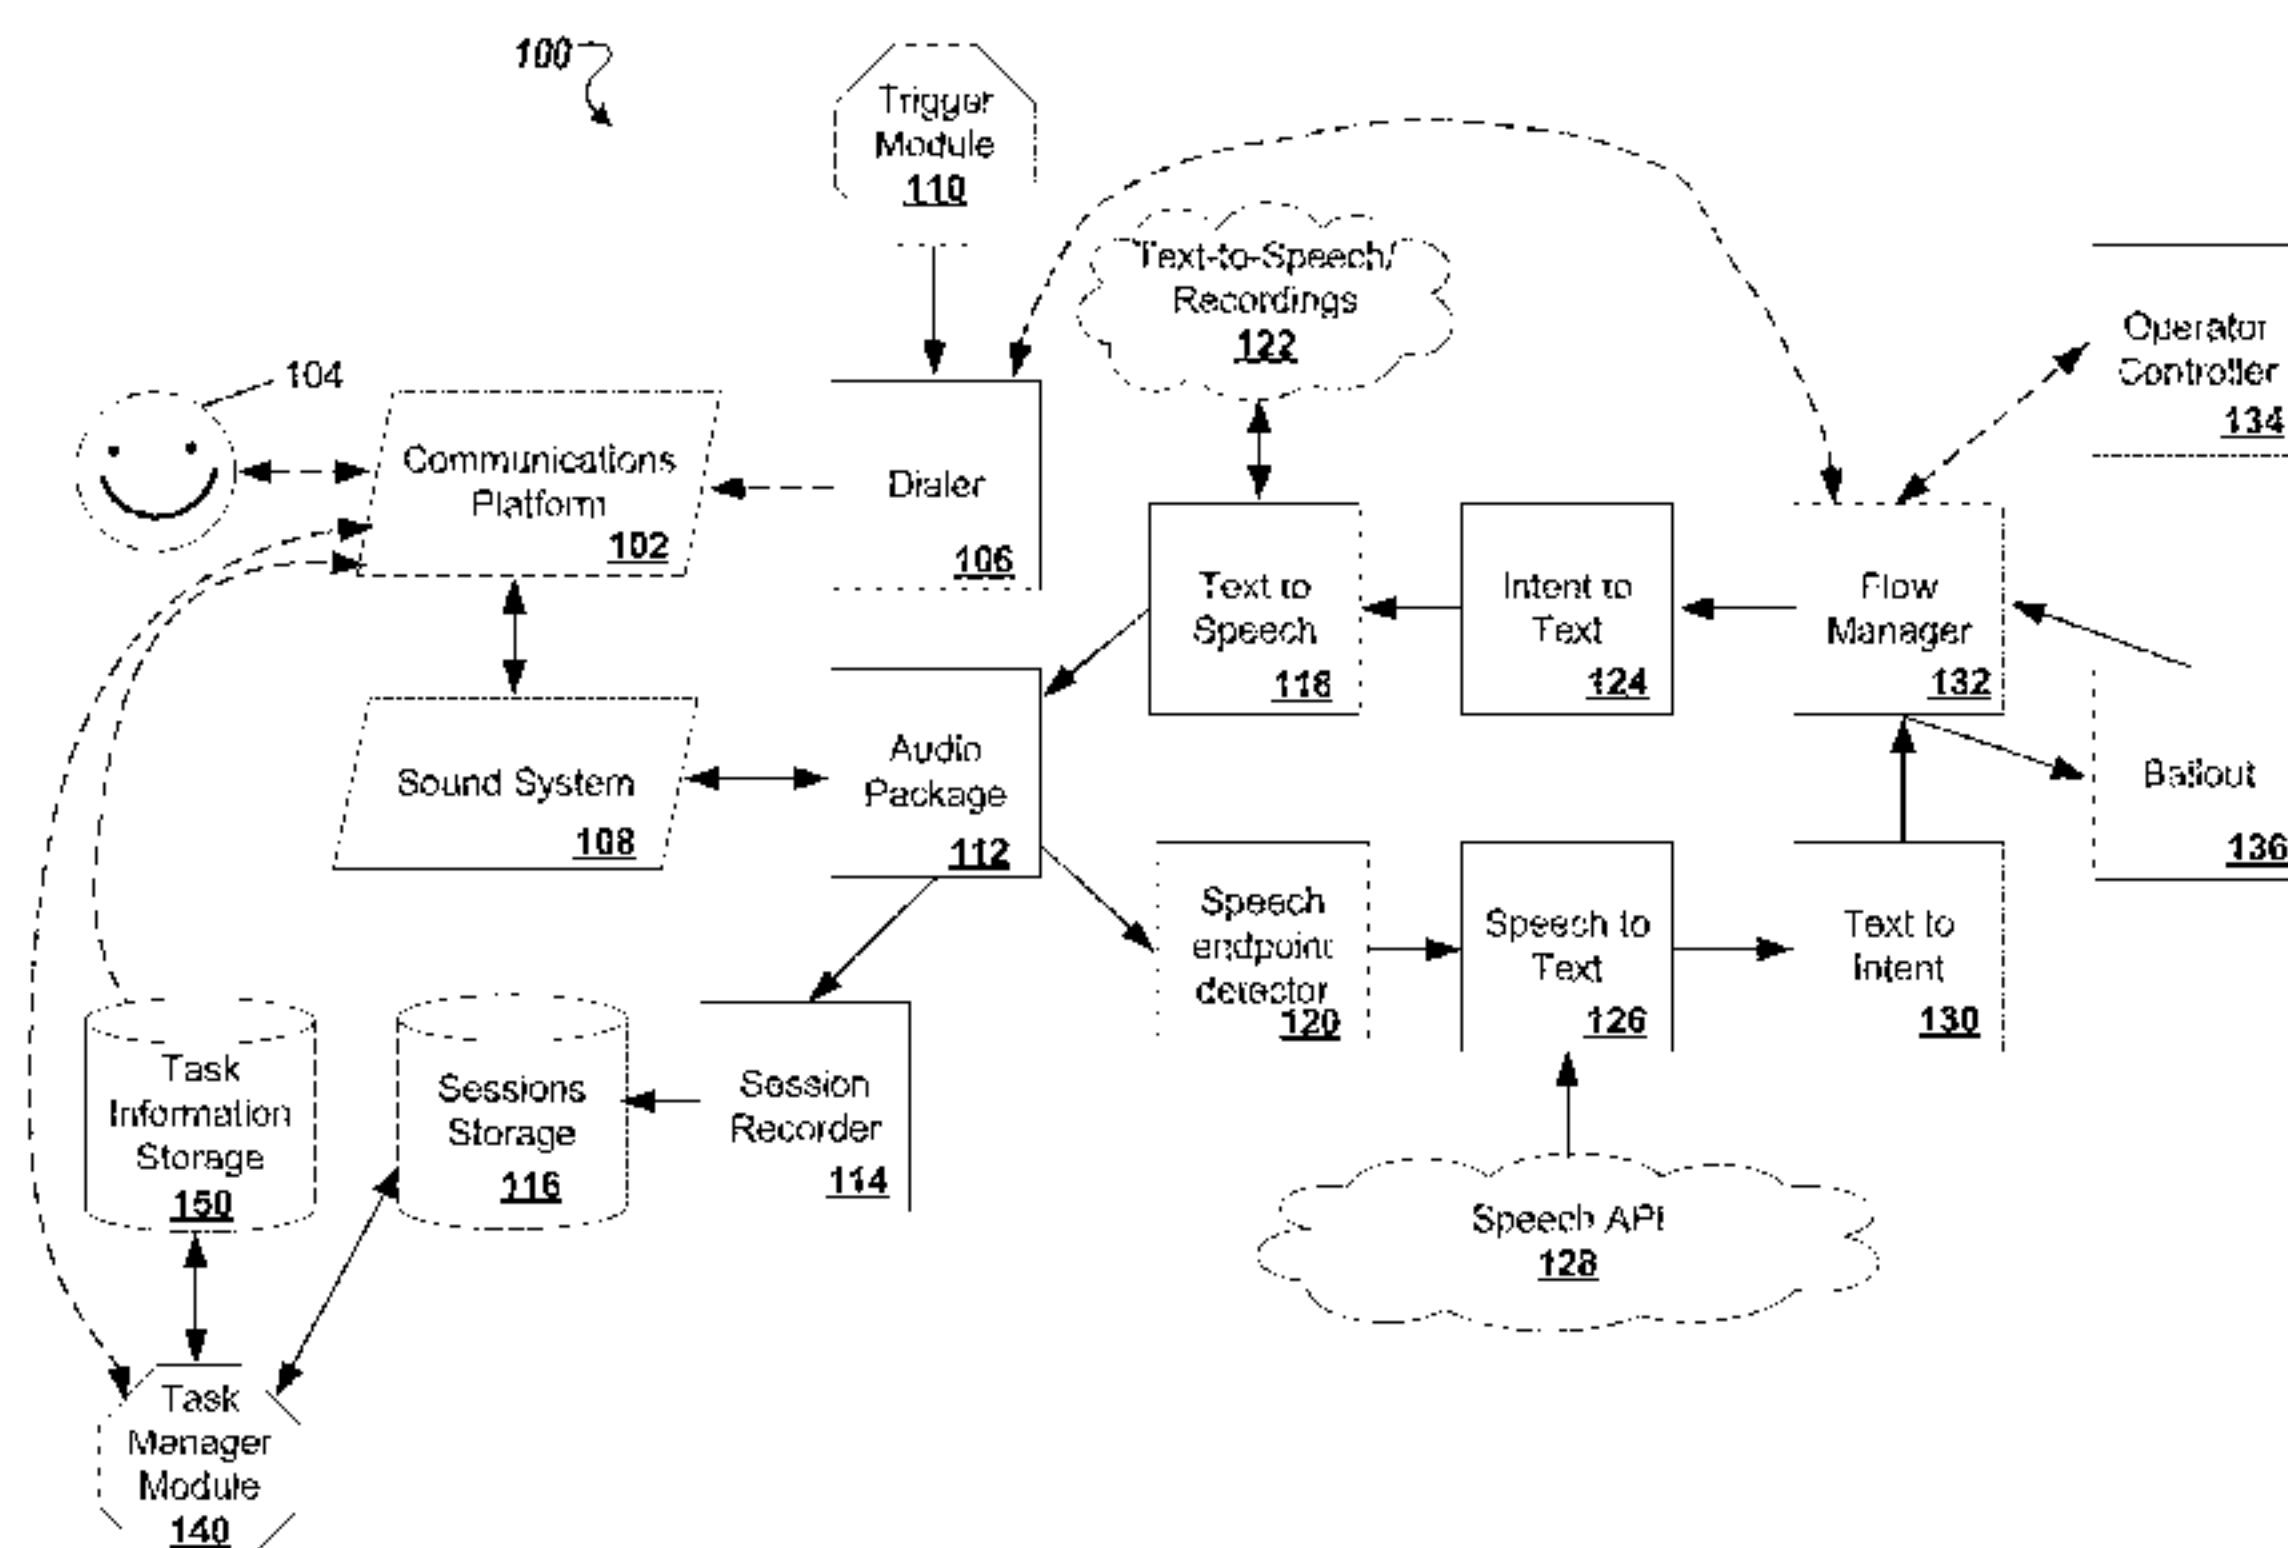 100
Trigger
Module
110
Text-to-Speech/
Recordings
122
Operator
Controller
134
104
Communications
Platform
102
Dialer
106
Text to
Speech
118
Intent to
Text
124
Flow
Manager
132
Sound System
108
Audio
Package
112
Bailout
136
Speech
endpoint
detector
120
Speech to
Text
126
Text to
Intent
130
Task
Information
Storage
150
Sessions
Storage
116
Session
Recorder
114
Speech API
128
Task
Manager
Module
140